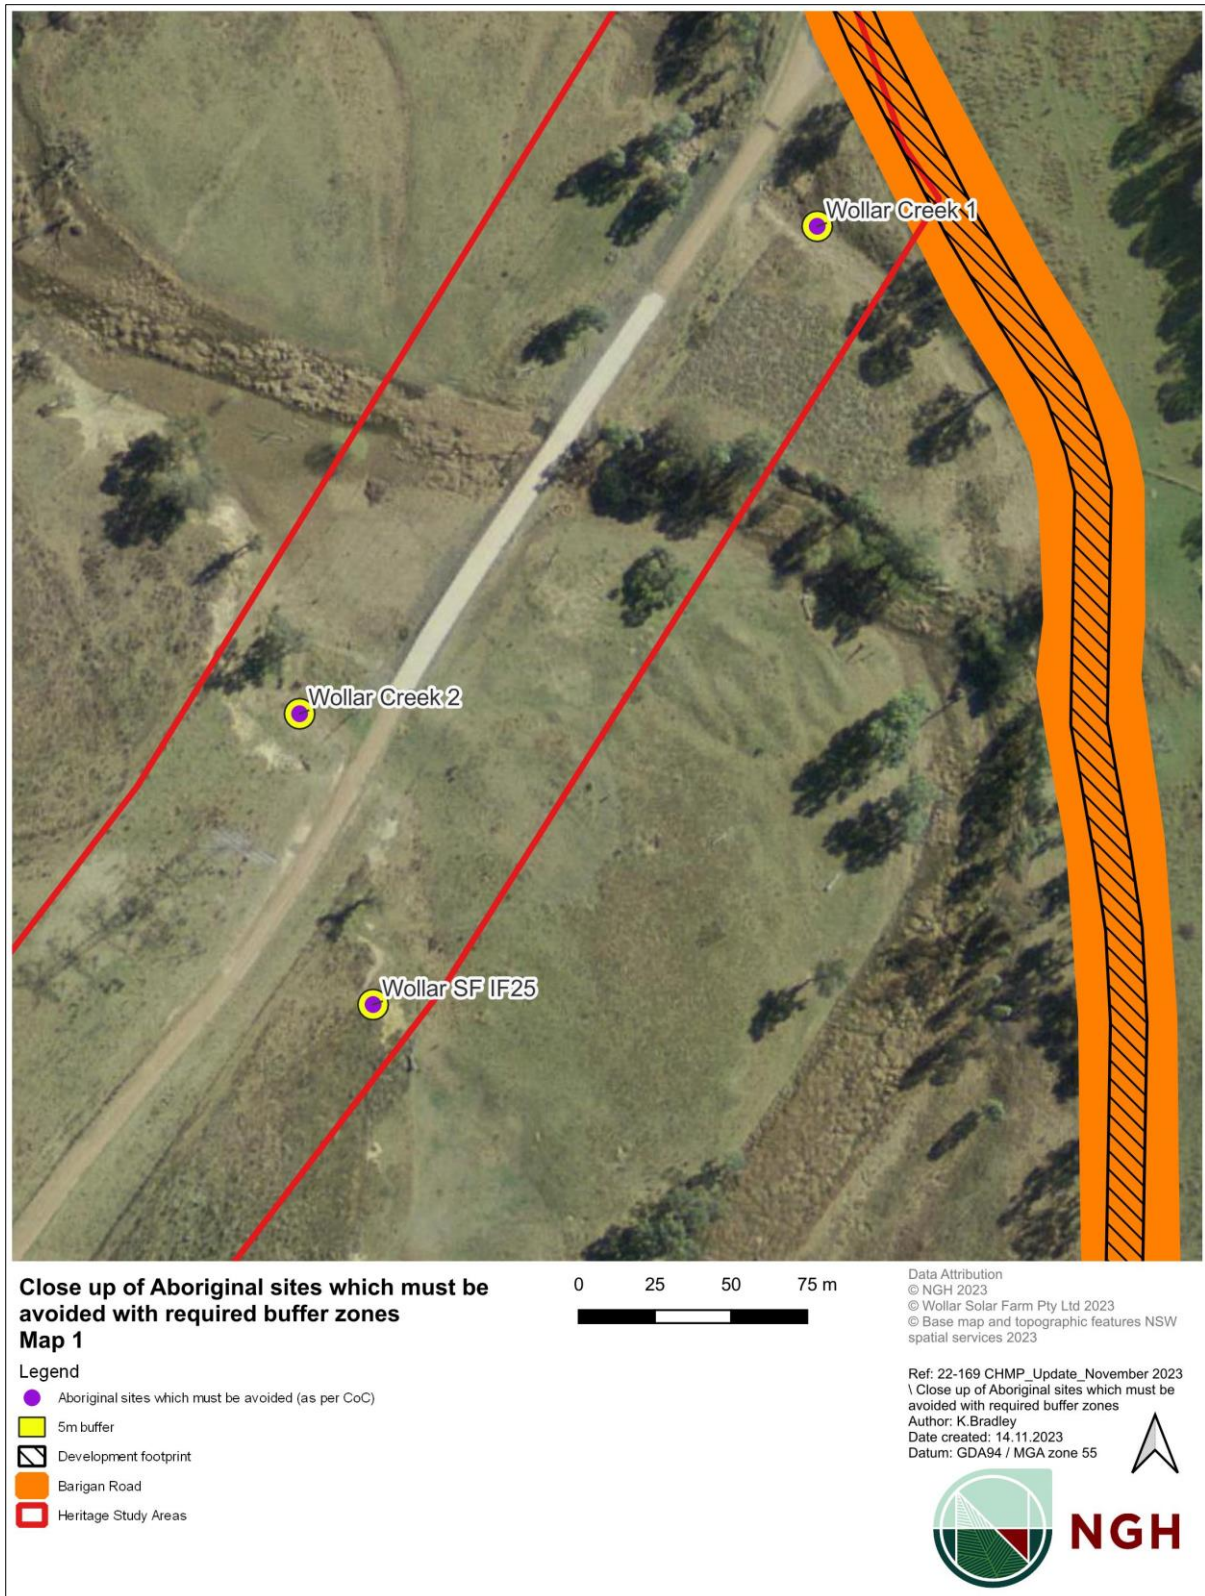 Wollar Creek 1
Wollar Creek 2
Wollar SF IF25
Close up of Aboriginal sites which must be
avoided with required buffer zones
Map 1
Legend
Aboriginal sites which must be avoided (as per CoC)
5m buffer
Development footprint
Barigan Road
Heritage Study Areas
0 25 50 75 m
Data Attribution
© NGH 2023
© Wollar Solar Farm Pty Ltd 2023
© Base map and topographic features NSW
spatial services 2023
Ref: 22-169 CHMP_Update_November 2023
\ Close up of Aboriginal sites which must be
avoided with required buffer zones
Author: K.Bradley
Date created: 14.11.2023
Datum: GDA94 / MGA zone 55
NGH